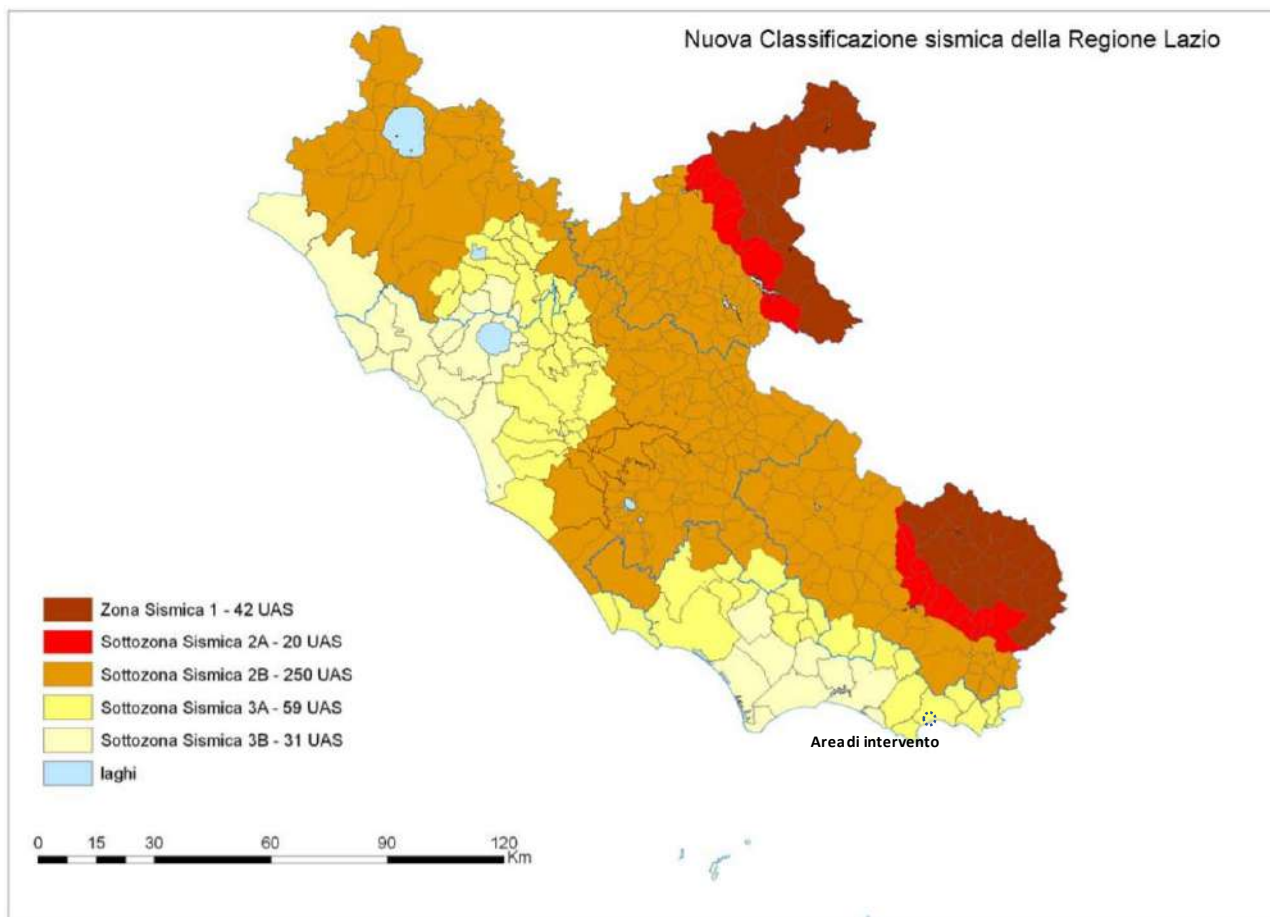 Nuova Classificazione sismica della Regione Lazio
Zona Sismica 1 - 42 UAS
Sottozona Sismica 2A - 20 UAS
Sottozona Sismica 2B - 250 UAS
Sottozona Sismica 3A - 59 UAS
Sottozona Sismica 3B - 31 UAS
laghi
Area di intervento
0 15 30 60 90 120
Km